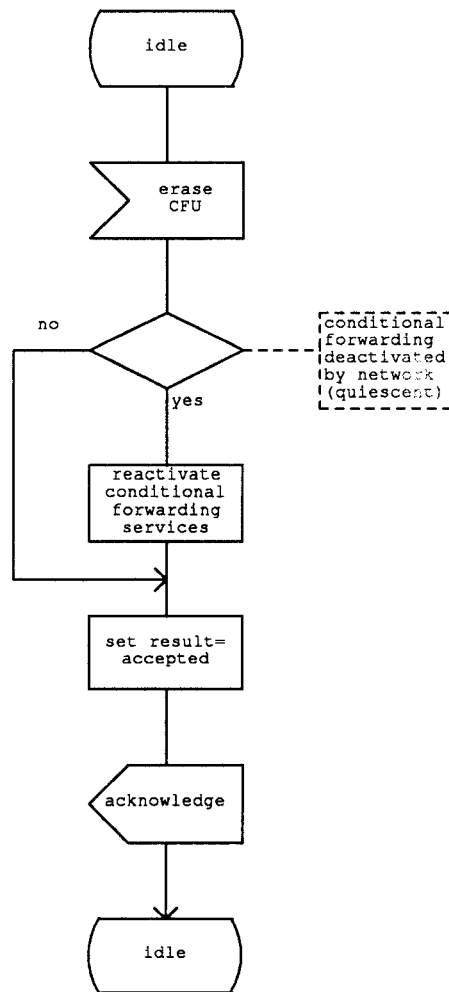 idle
erase
CFU
no
conditional
forwarding
deactivated
by network
(quiescent)
yes
reactivate
conditional
forwarding
services
set result=
accepted
acknowledge
idle